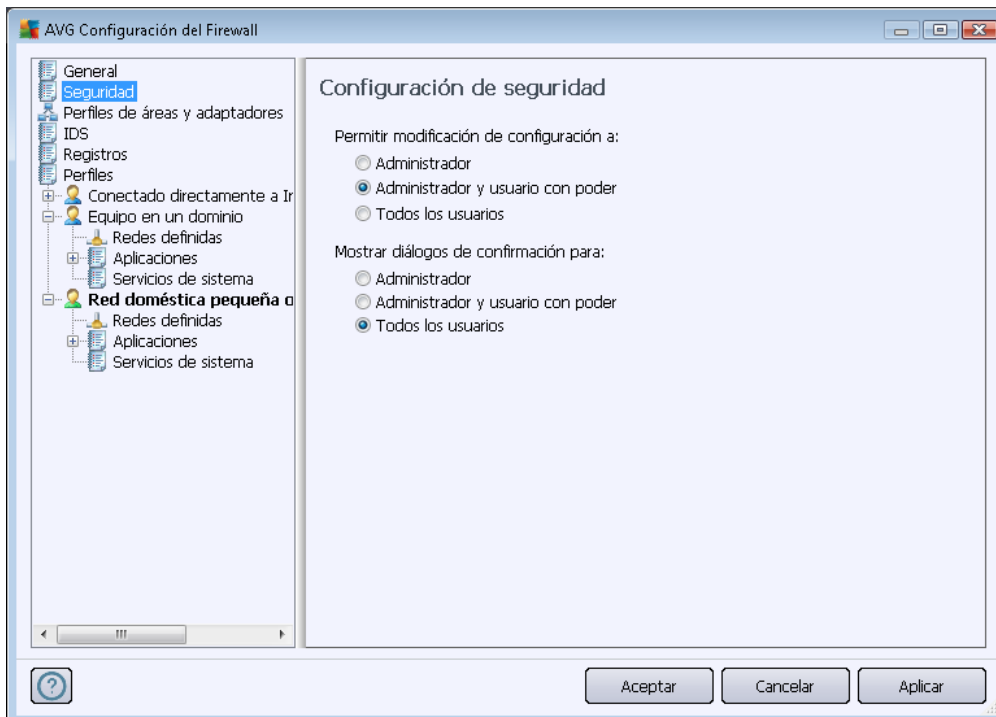 AVG Configuración del Firewall
General
Seguridad
Perfiles de áreas y adaptadores
IDS
Registros
Perfiles
Conectado directamente a Ir
Equipo en un dominio
Redes definidas
Aplicaciones
Servicios de sistema
Red doméstica pequeña o
Redes definidas
Aplicaciones
Servicios de sistema
Configuración de seguridad
Permitir modificación de configuración a:
Administrador
Administrador y usuario con poder
Todos los usuarios
Mostrar diálogos de confirmación para:
Administrador
Administrador y usuario con poder
Todos los usuarios
Aceptar
Cancelar
Aplicar